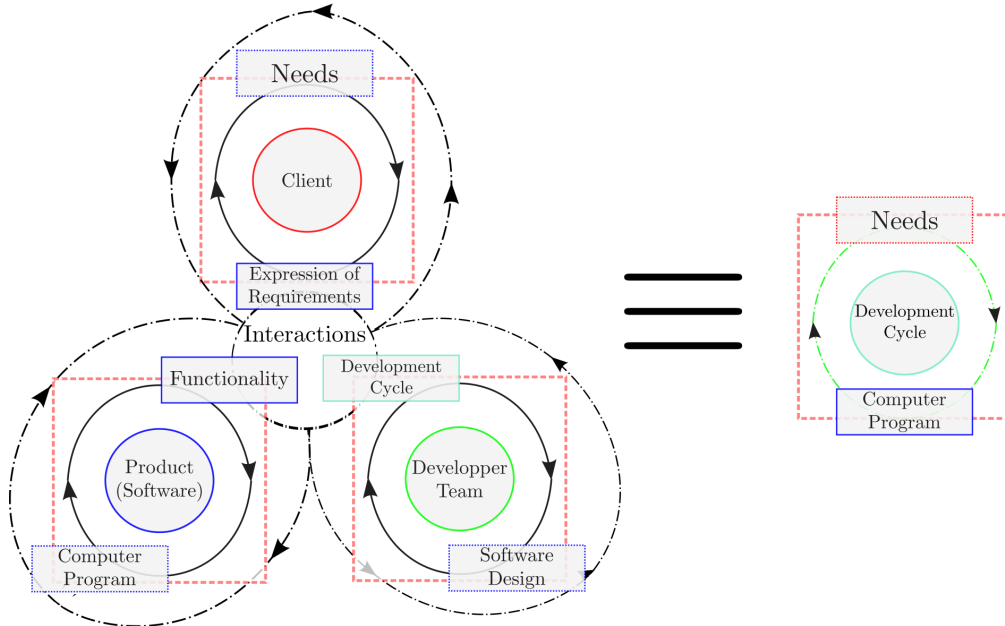 Needs
Client
Expression of
Requirements
Interactions
Functionality
Development
Cycle
Product
(Software)
Developper
Team
Computer
Program
Software
Design
Needs
Development
Cycle
Computer
Program